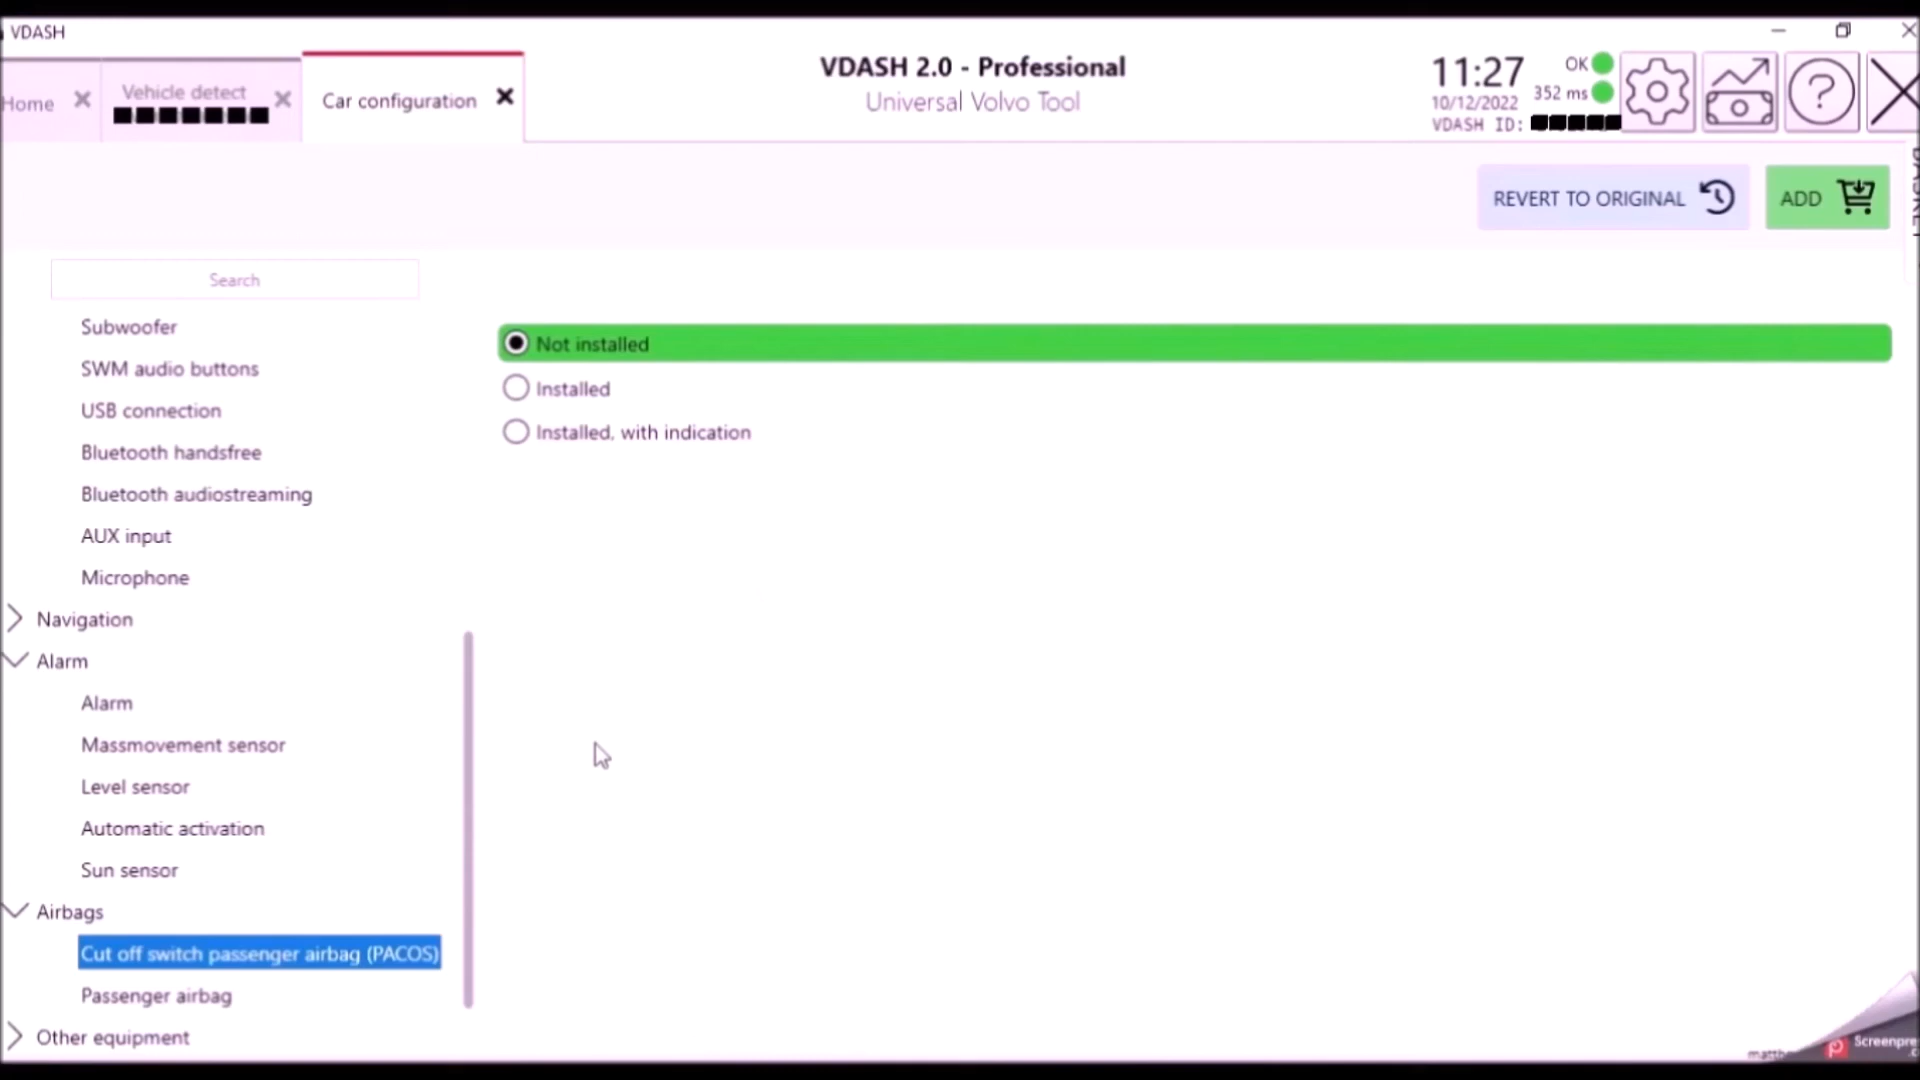 VDASH
Home
Vehicle detect
Car configuration
VDASH 2.0 - Professional
Universal Volvo Tool
11:27
10/12/2022
VDASH ID:
OK
352 ms
REVERT TO ORIGINAL
ADD
Search
Subwoofer
SWM audio buttons
USB connection
Bluetooth handsfree
Bluetooth audiostreaming
AUX input
Microphone
Navigation
Alarm
Alarm
Massmovement sensor
Level sensor
Automatic activation
Sun sensor
Airbags
Cut off switch passenger airbag (PACOS)
Passenger airbag
Other equipment
Not installed
Installed
Installed, with indication
Screenpre